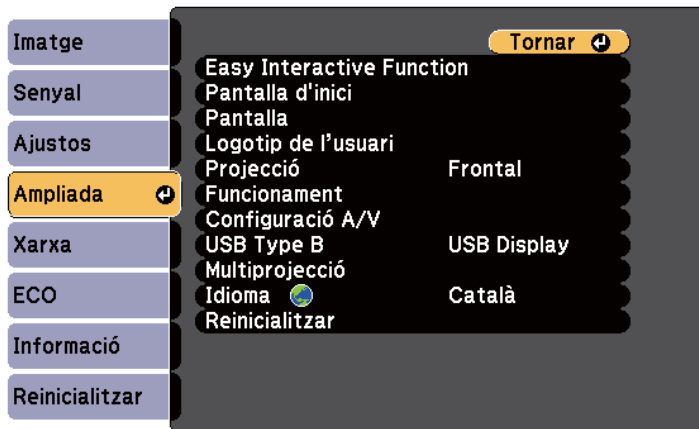 Imatge
Senyal
Ajustos
Ampliada
Xarxa
ECO
Informació
Reinicialitzar
Tornar
Easy Interactive Function
Pantalla d'inici
Pantalla
Logotip de l’usuari
Projecció Frontal
Funcionament
Configuració A/V
USB Type B USB Display
Multiprojecció
Idioma Català
Reinicialitzar